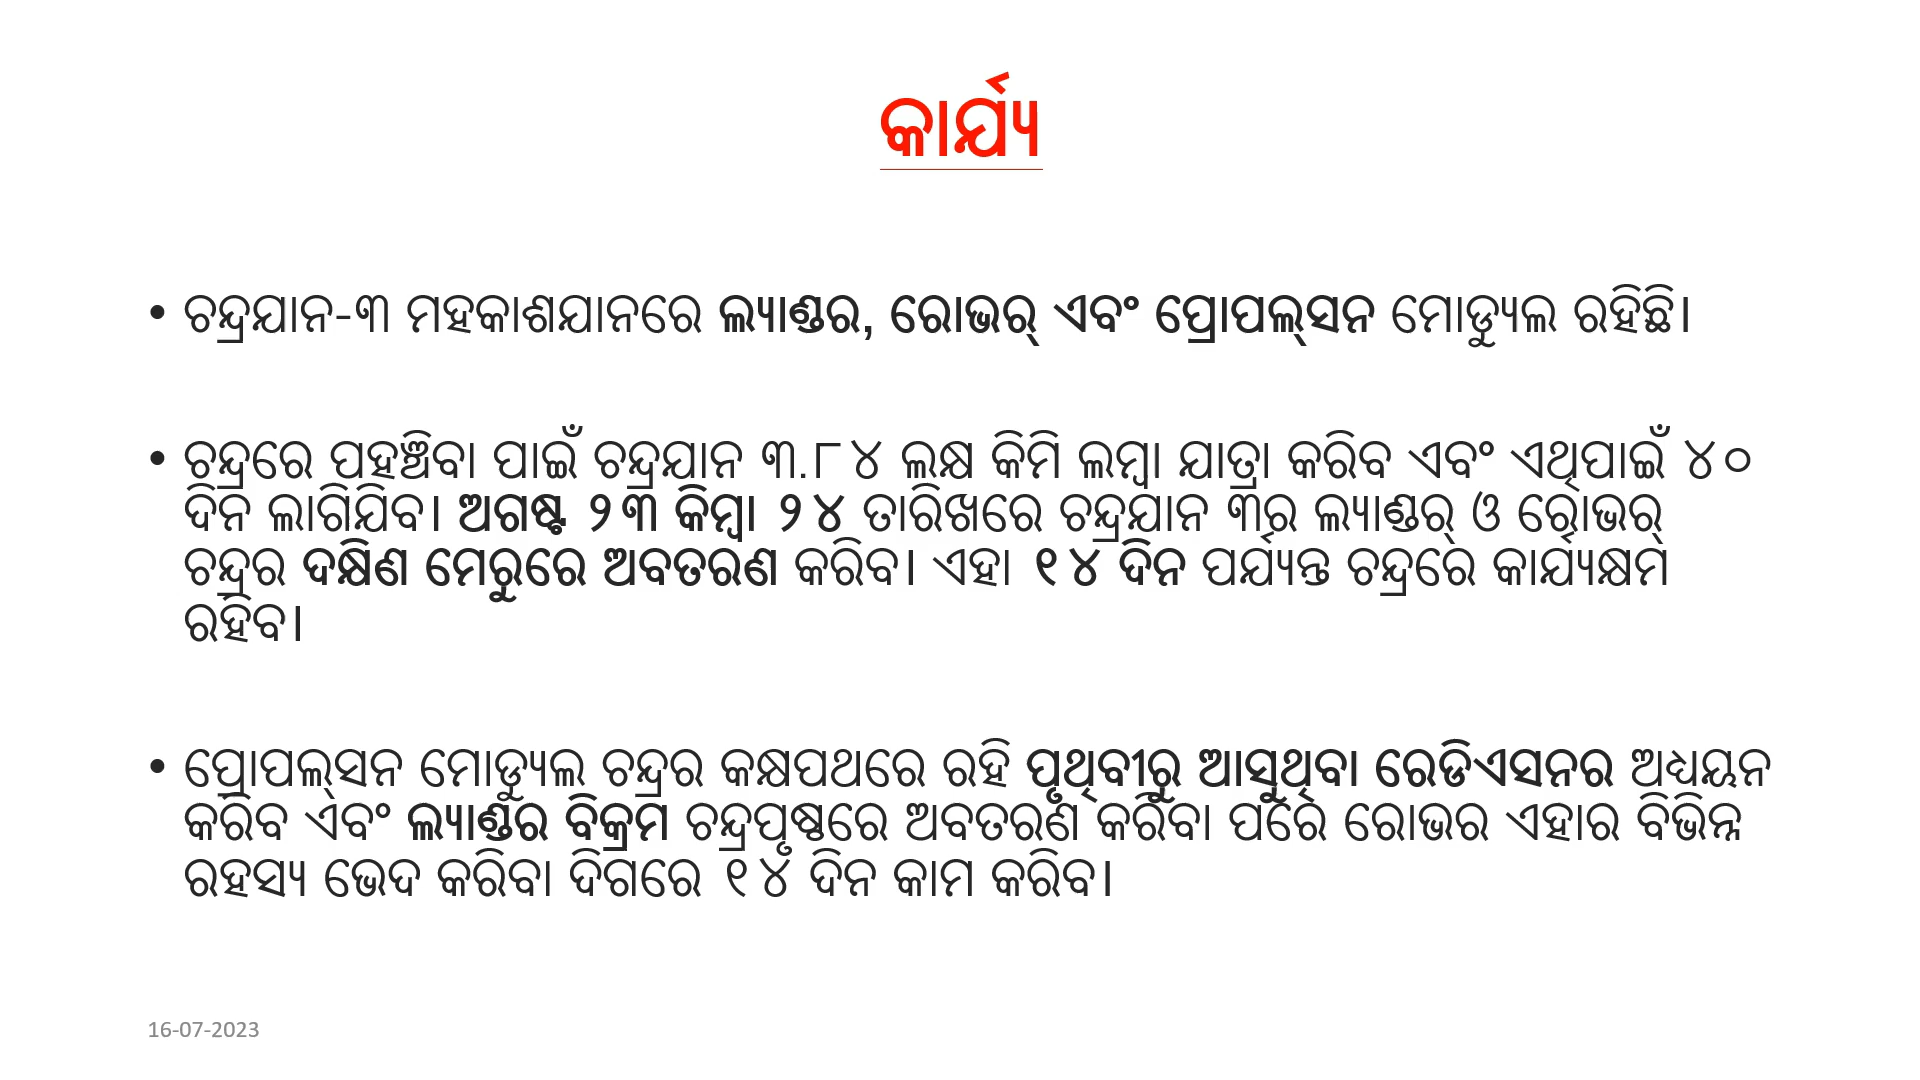 କାର୍ଯ୍ୟ
• ଚନ୍ଦ୍ରଯାନ-୩ ମହାକାଶଯାନରେ ଲ୍ୟାଣ୍ଡର, ରୋଭର୍ ଏବଂ ପ୍ରୋପଲ୍ସନ ମୋଡ୍ୟୁଲ ରହିଛି।
• ଚନ୍ଦ୍ରରେ ପହଞ୍ଚିବା ପାଇଁ ଚନ୍ଦ୍ରଯାନ ୩.୮୪ ଲକ୍ଷ କିମି ଲମ୍ବା ଯାତ୍ରା କରିବ ଏବଂ ଏଥିପାଇଁ ୪୦
ଦିନ ଲାଗିଯିବ। ଅଗଷ୍ଟ ୨୩ କିମ୍ବା ୨୪ ତାରିଖରେ ଚନ୍ଦ୍ରଯାନ ୩ର ଲ୍ୟାଣ୍ଡର୍ ଓ ରୋଭର୍
ଚନ୍ଦ୍ରର ଦକ୍ଷିଣ ମେରୁରେ ଅବତରଣ କରିବ। ଏହା ୧୪ ଦିନ ପର୍ଯ୍ୟନ୍ତ ଚନ୍ଦ୍ରରେ କାର୍ଯ୍ୟକ୍ଷମ
ରହିବ।
• ପ୍ରୋପଲ୍ସନ ମୋଡ୍ୟୁଲ ଚନ୍ଦ୍ରର କକ୍ଷପଥରେ ରହି ପୃଥିବୀରୁ ଆସୁଥିବା ରେଡିଏସନର ଅଧ୍ୟୟନ
କରିବ ଏବଂ ଲ୍ୟାଣ୍ଡର ବିକ୍ରମ ଚନ୍ଦ୍ରପୃଷ୍ଠରେ ଅବତରଣ କରିବା ପରେ ରୋଭର ଏହାର ବିଭିନ୍ନ
ରହସ୍ୟ ଭେଦ କରିବା ଦିଗରେ ୧୪ ଦିନ କାମ କରିବ।
16-07-2023